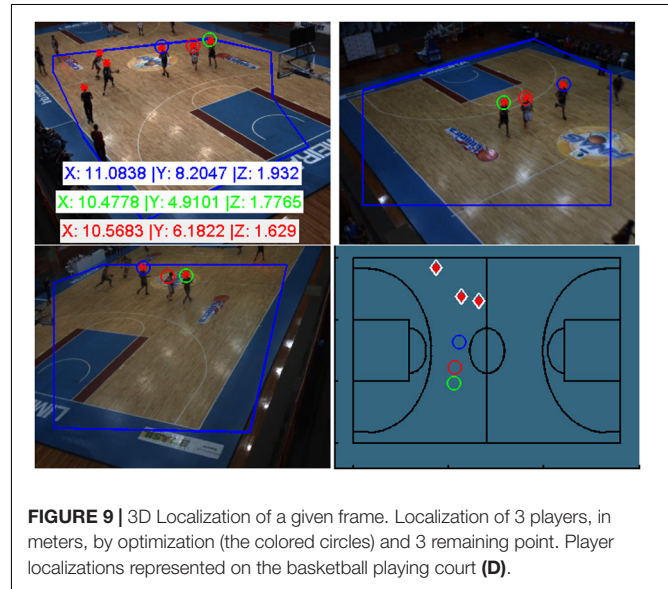 X: 11.0838 |Y: 8.2047 |Z: 1.932
X: 10.4778 |Y: 4.9101 |Z: 1.7765
X: 10.5683 |Y: 6.1822 |Z: 1.629
FIGURE 9 | 3D Localization of a given frame. Localization of 3 players, in
meters, by optimization (the colored circles) and 3 remaining point. Player
localizations represented on the basketball playing court (D).